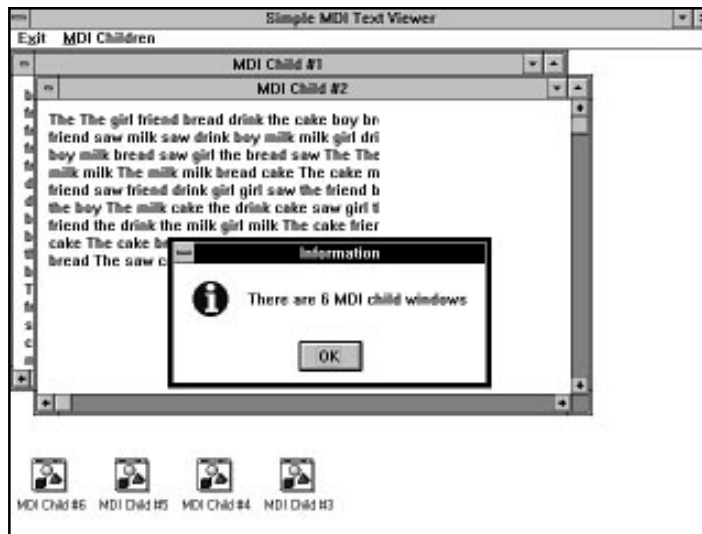 Simple MDI Text Viewer
Exit MDI Children
MDI Child #1
MDI Child #2
The The girl friend bread drink the cake boy br
friend saw milk saw drink boy milk milk girl dri
boy milk bread saw girl the bread saw The The
milk milk The milk milk bread cake The cake m
friend saw friend drink girl girl saw the friend b
the boy The milk cake the drink cake saw girl t
friend the drink the milk girl milk The cake frier
cake The cake br
bread The saw c
Information
There are 6 MDI child windows
OK
MDI Child #6 MDI Child #5 MDI Child #4 MDI Child #3